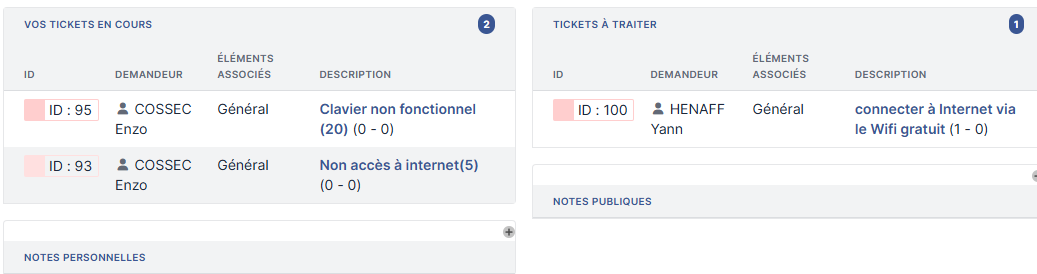 VOS TICKETS EN COURS
2
ID
DEMANDEUR
ÉLÉMENTS
ASSOCIÉS
DESCRIPTION
ID : 95
COSSEC
Enzo
Général
Clavier non fonctionnel
(20) (0 - 0)
ID : 93
COSSEC
Enzo
Général
Non accès à internet(5)
(0 - 0)
NOTES PERSONNELLES
TICKETS À TRAITER
1
ID
DEMANDEUR
ÉLÉMENTS
ASSOCIÉS
DESCRIPTION
ID : 100
HENAFF
Yann
Général
connecter à Internet via
le Wifi gratuit (1 - 0)
NOTES PUBLIQUES